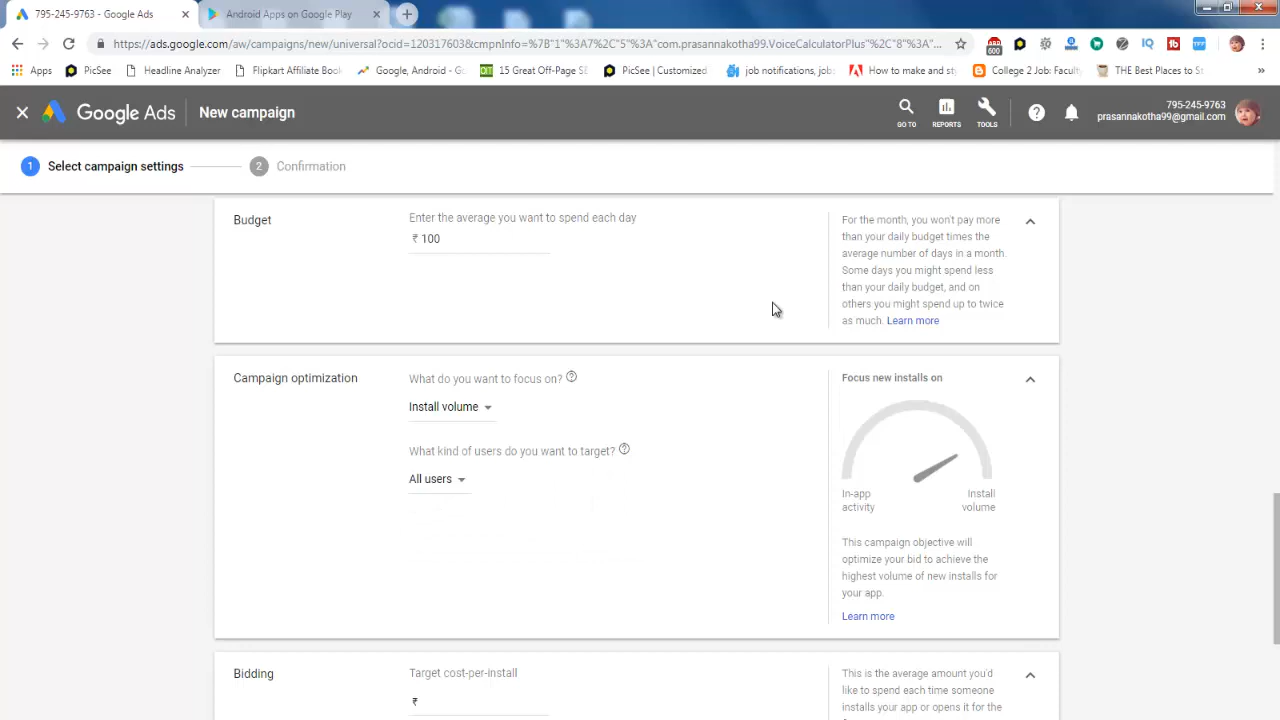 795-245-9763 - Google Ads
Android Apps on Google Play
https://ads.google.com/aw/campaigns/new/universal?ocid=120317603&cmpnInfo=%7B"1"%3A7%2C"5"%3A"com.prasannakotha99.VoiceCalculatorPlus"%2C"8"%3A...
600
Apps
PicSee
Headline Analyzer
Flipkart Affiliate Book
Google, Android - G
15 Great Off-Page SE
PicSee | Customized
job notifications, job
How to make and sty
College 2 Job: Facult
THE Best Places to St
Google Ads
New campaign
GO TO
REPORTS
TOOLS
795-245-9763
prasannakotha99@gmail.com
1
Select campaign settings
2
Confirmation
Budget
Enter the average you want to spend each day
₹ 100
For the month, you won't pay more
than your daily budget times the
average number of days in a month.
Some days you might spend less
than your daily budget, and on
others you might spend up to twice
as much. Learn more
Campaign optimization
What do you want to focus on?
Install volume
What kind of users do you want to target?
All users
Focus new installs on
In-app
activity
Install
volume
This campaign objective will
optimize your bid to achieve the
highest volume of new installs for
your app.
Learn more
Bidding
Target cost-per-install
₹
This is the average amount you'd
like to spend each time someone
installs your app or opens it for the